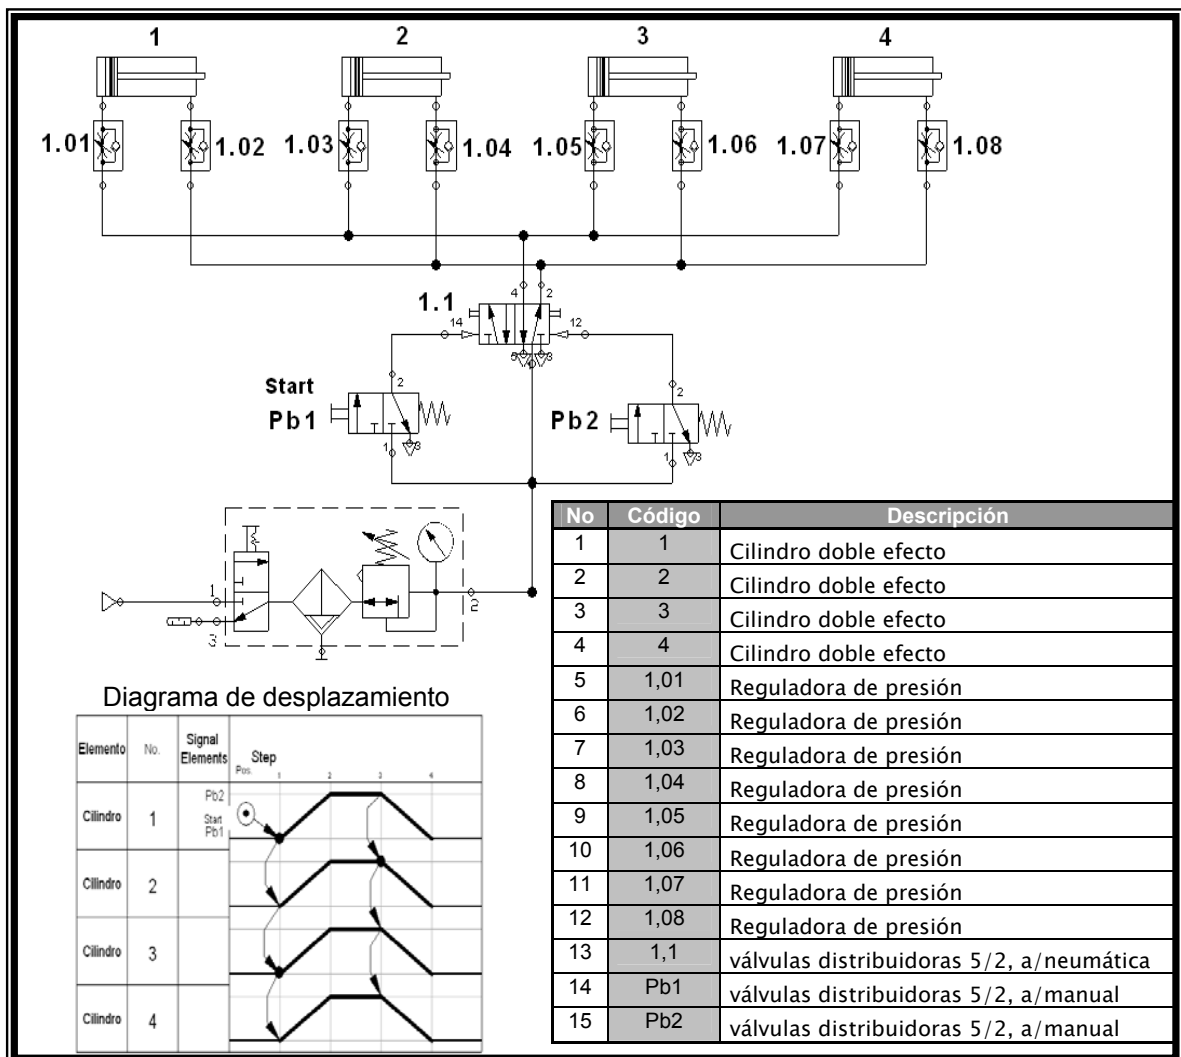 1 2 3 4
1.01 1.02 1.03 1.04 1.05 1.06 1.07 1.08
1.1
4 2
14 12
5 1 3
Start
Pb1
2
1 3
Pb2
2
1 3
1
2
3
Diagrama de desplazamiento
Elemento No. Signal Elements Step
Pos. 1 2 3 4
Cilindro 1 Pb2
Start
Pb1
Cilindro 2
Cilindro 3
Cilindro 4
No Código Descripción
1 1 Cilindro doble efecto
2 2 Cilindro doble efecto
3 3 Cilindro doble efecto
4 4 Cilindro doble efecto
5 1,01 Reguladora de presión
6 1,02 Reguladora de presión
7 1,03 Reguladora de presión
8 1,04 Reguladora de presión
9 1,05 Reguladora de presión
10 1,06 Reguladora de presión
11 1,07 Reguladora de presión
12 1,08 Reguladora de presión
13 1,1 válvulas distribuidoras 5/2, a/neumática
14 Pb1 válvulas distribuidoras 5/2, a/manual
15 Pb2 válvulas distribuidoras 5/2, a/manual